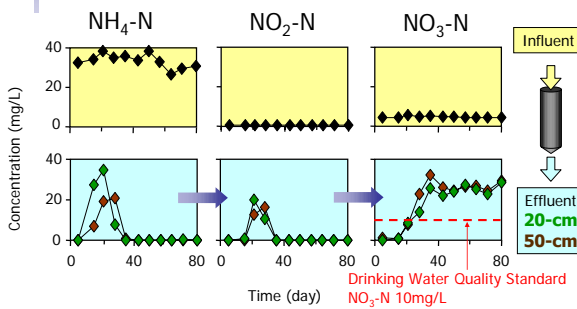 NH4-N
NO2-N
NO3-N
Concentration (mg/L)
40
20
0
Influent
40
20
0
0
40
80
0
40
80
0
40
80
Effluent
20-cm
50-cm
Time (day)
Drinking Water Quality Standard
NO3-N 10mg/L